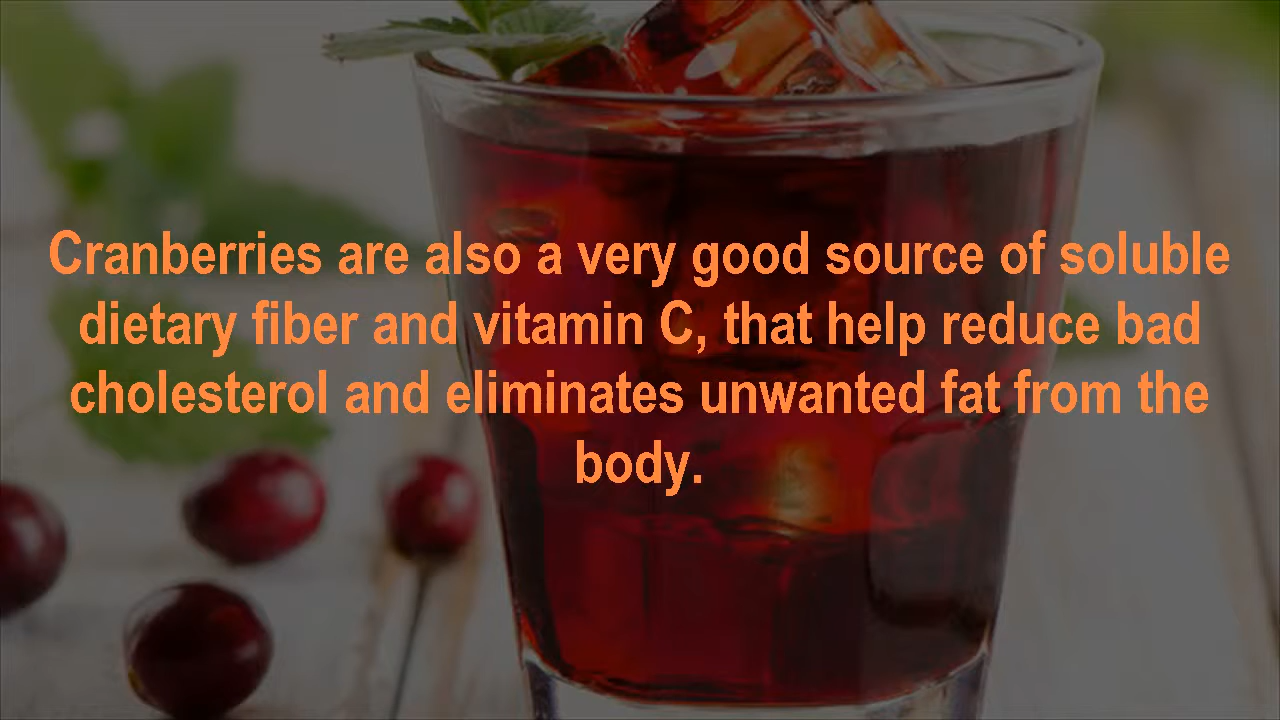 Cranberries are also a very good source of soluble
dietary fiber and vitamin C, that help reduce bad
cholesterol and eliminates unwanted fat from the
body.